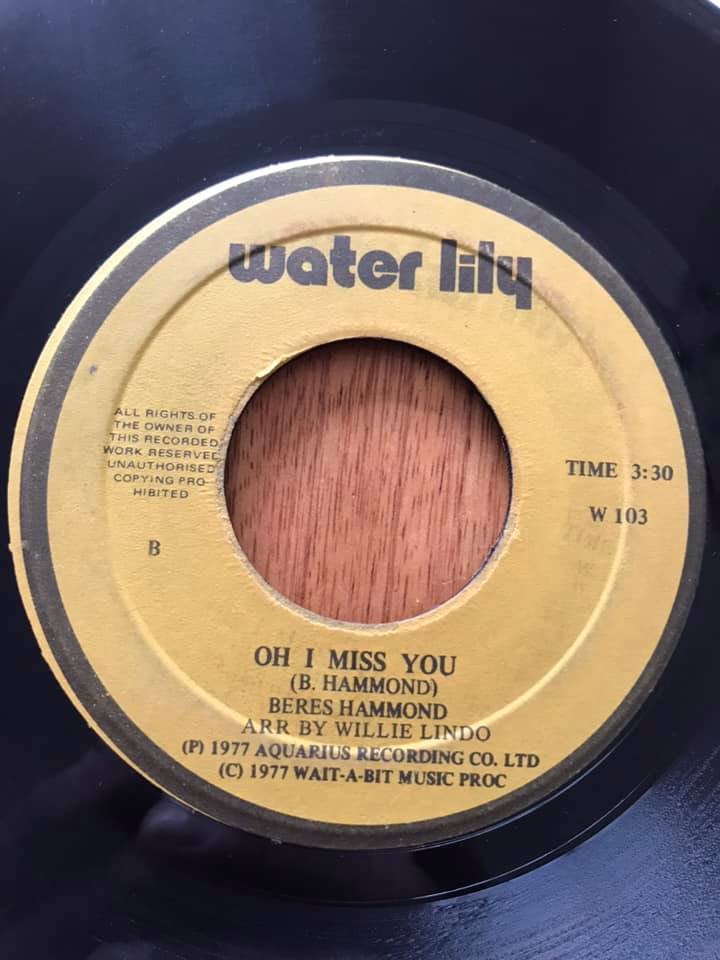 water lily
ALL RIGHTS OF
THE OWNER OF
THIS RECORDED
WORK RESERVED
UNAUTHORISED
COPYING PRO-
HIBITED
B
TIME 3:30
W 103
OH I MISS YOU
(B. HAMMOND)
BERES HAMMOND
ARR BY WILLIE LINDO
(P) 1977 AQUARIUS RECORDING CO. LTD
(C) 1977 WAIT-A-BIT MUSIC PROC